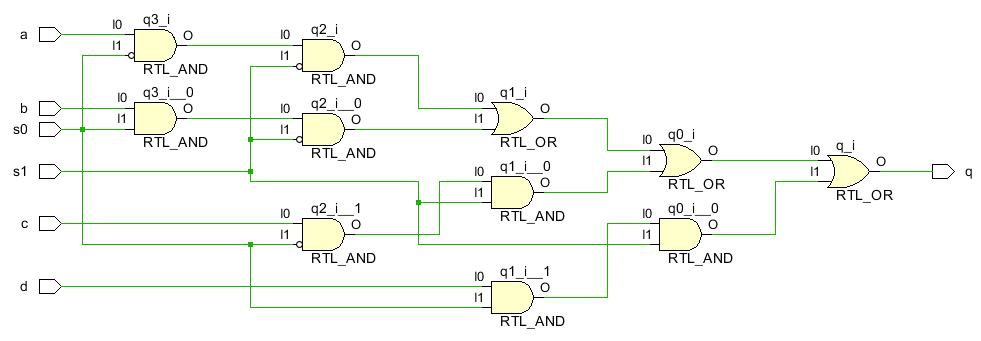 a
I0
I1
q3_i
O
RTL_AND
I0
I1
q2_i
O
RTL_AND
b
s0
I0
I1
q3_i__0
O
RTL_AND
I0
I1
q2_i__0
O
RTL_AND
I0
I1
q1_i
O
RTL_OR
s1
I0
I1
q1_i__0
O
RTL_AND
I0
I1
q0_i
O
RTL_OR
I0
I1
q_i
O
RTL_OR
q
c
I0
I1
q2_i__1
O
RTL_AND
I0
I1
q0_i__0
O
RTL_AND
d
I0
I1
q1_i__1
O
RTL_AND